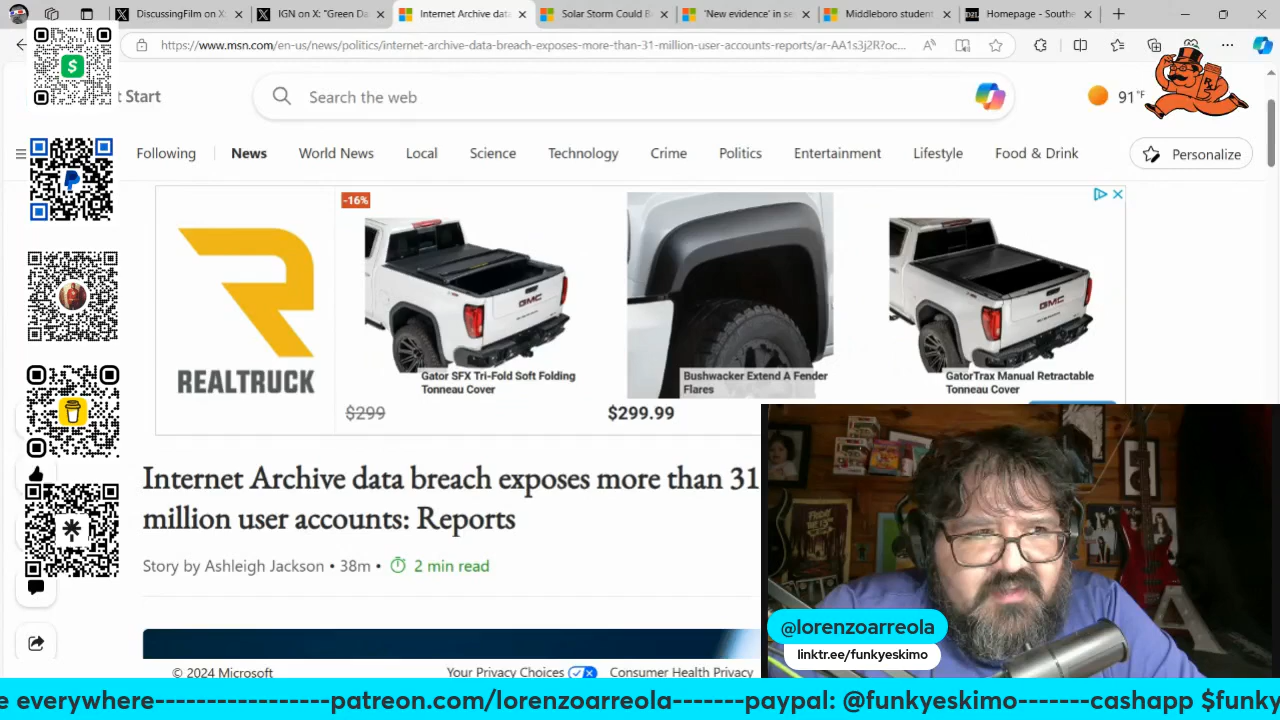 DiscussingFilm on X
IGN on X: "Green Da
Internet Archive data
Solar Storm Could B
'New evidence' in se
Middleboro student
Homepage - Southe
https://www.msn.com/en-us/news/politics/internet-archive-data-breach-exposes-more-than-31-million-user-accounts-reports/ar-AA1s3j2R?oc...
t Start
Search the web
91°F
Following
News
World News
Local
Science
Technology
Crime
Politics
Entertainment
Lifestyle
Food & Drink
Personalize
REALTRUCK
-16%
Gator SFX Tri-Fold Soft Folding
Tonneau Cover
$299
Bushwacker Extend A Fender
Flares
$299.99
GatorTrax Manual Retractable
Tonneau Cover
Internet Archive data breach exposes more than 31
million user accounts: Reports
Story by Ashleigh Jackson • 38m •
2 min read
@lorenzoarreola
linktr.ee/funkyeskimo
© 2024 Microsoft
Your Privacy Choices
Consumer Health Privacy
e everywhere----------------patreon.com/lorenzoarreola-------paypal: @funkyeskimo-------cashapp $funky